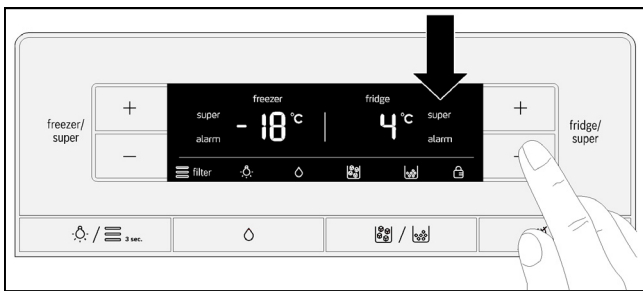 freezer/
super
+
−
freezer
super
alarm
- 18 °C
fridge
4 °C
super
alarm
filter
+
fridge/
super
/ 3 sec.
/